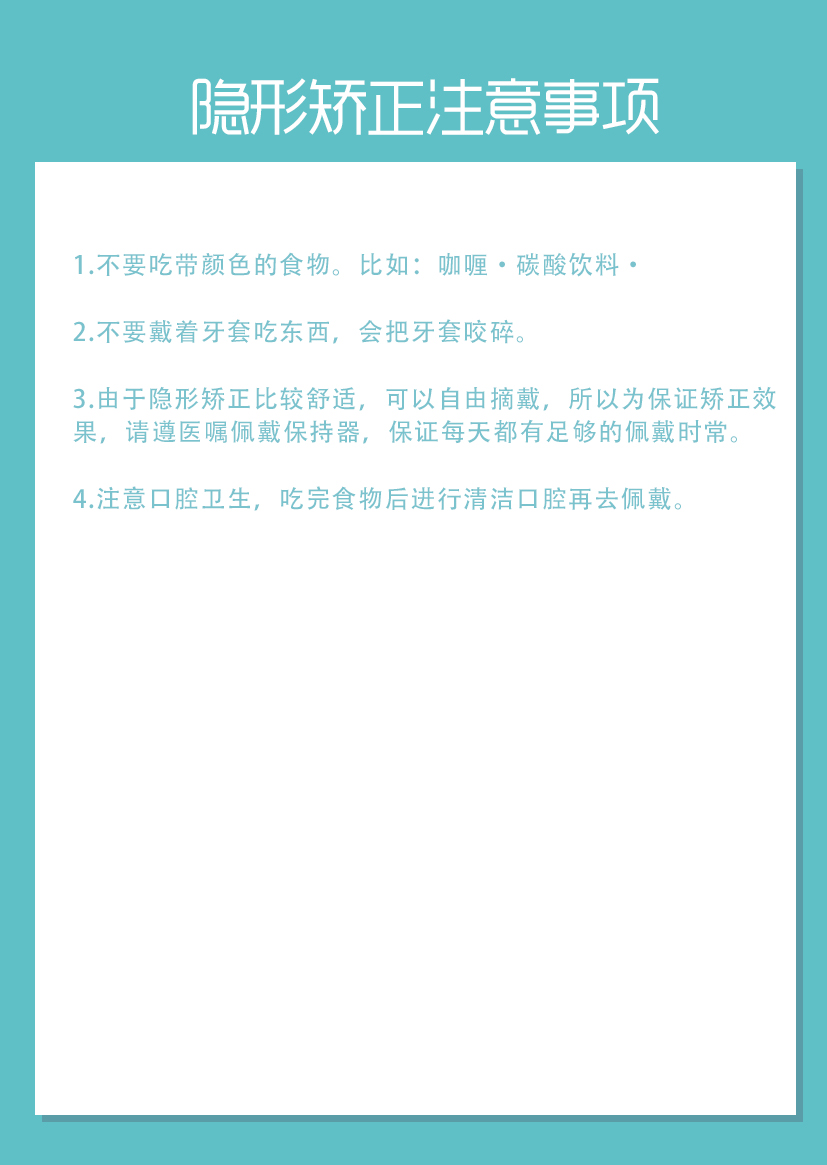 隐形矫正注意事项
1.不要吃带颜色的食物。比如：咖喱·碳酸饮料·
2.不要戴着牙套吃东西，会把牙套咬碎。
3.由于隐形矫正比较舒适，可以自由摘戴，所以为保证矫正效
果，请遵医嘱佩戴保持器，保证每天都有足够的佩戴时常。
4.注意口腔卫生，吃完食物后进行清洁口腔再去佩戴。